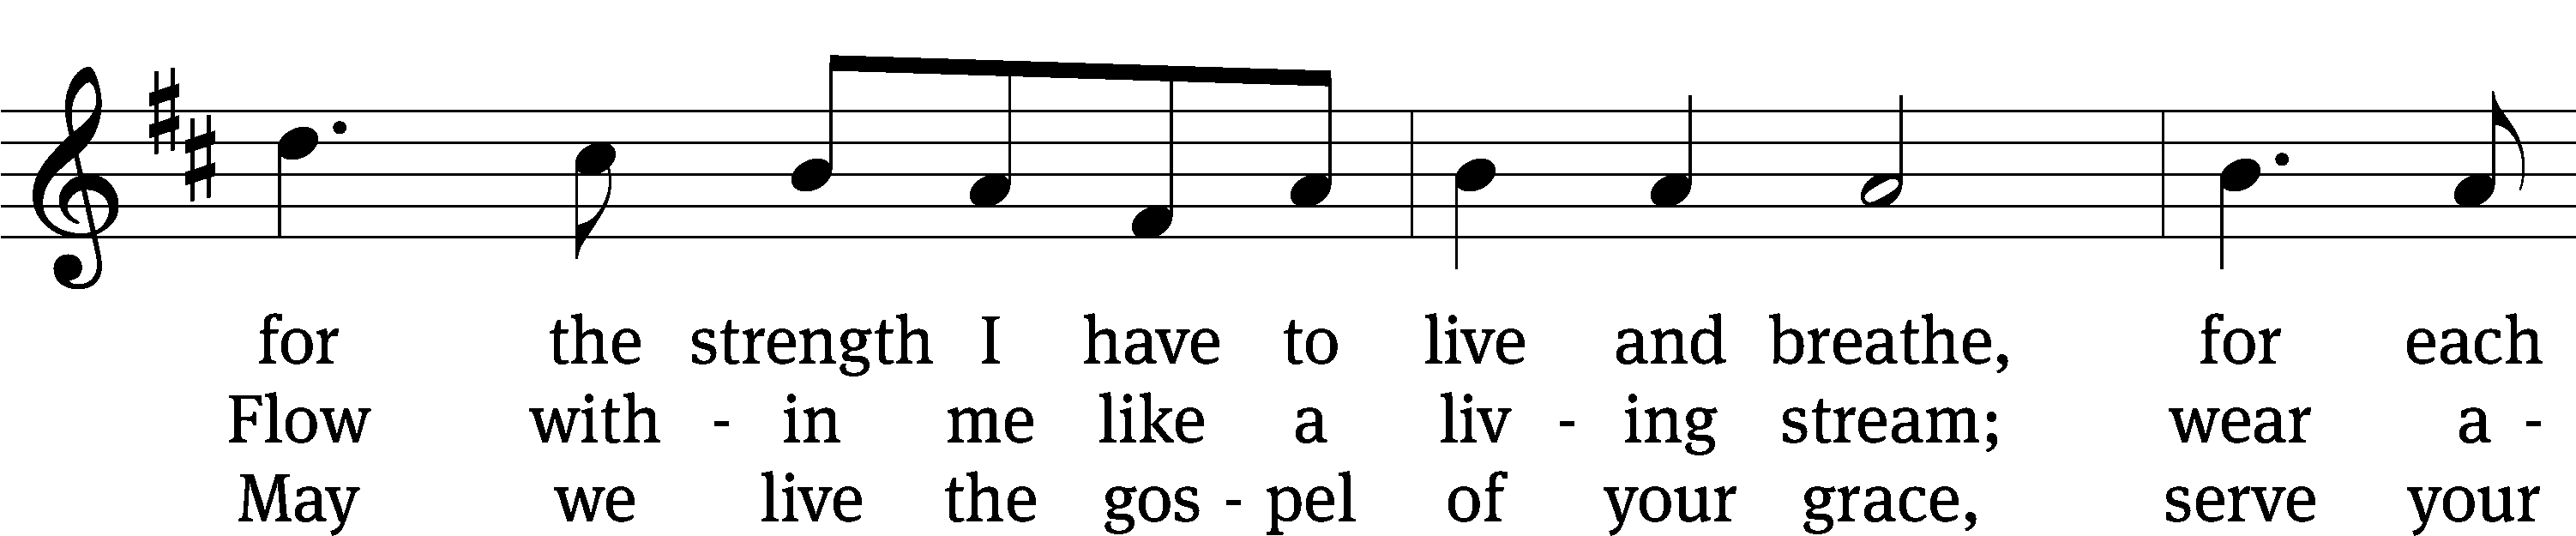 for the strength I have to live and breathe, for each
Flow with - in me like a liv - ing stream; wear a -
May we live the gos - pel of your grace, serve your